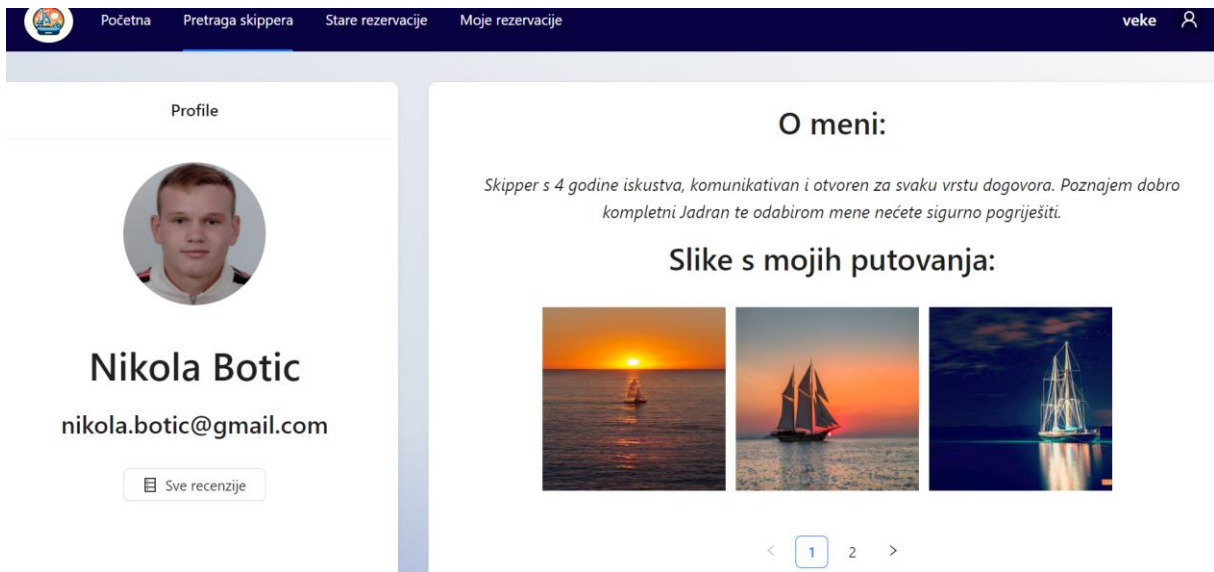 Početna Pretraga skippera Stare rezervacije Moje rezervacije veke
Profile
Nikola Botic
nikola.botic@gmail.com
Sve recenzije
O meni:
Skipper s 4 godine iskustva, komunikativan i otvoren za svaku vrstu dogovora. Poznajem dobro
kompletni Jadran te odabirom mene nećete sigurno pogriješiti.
Slike s mojih putovanja:
< 1 2 >